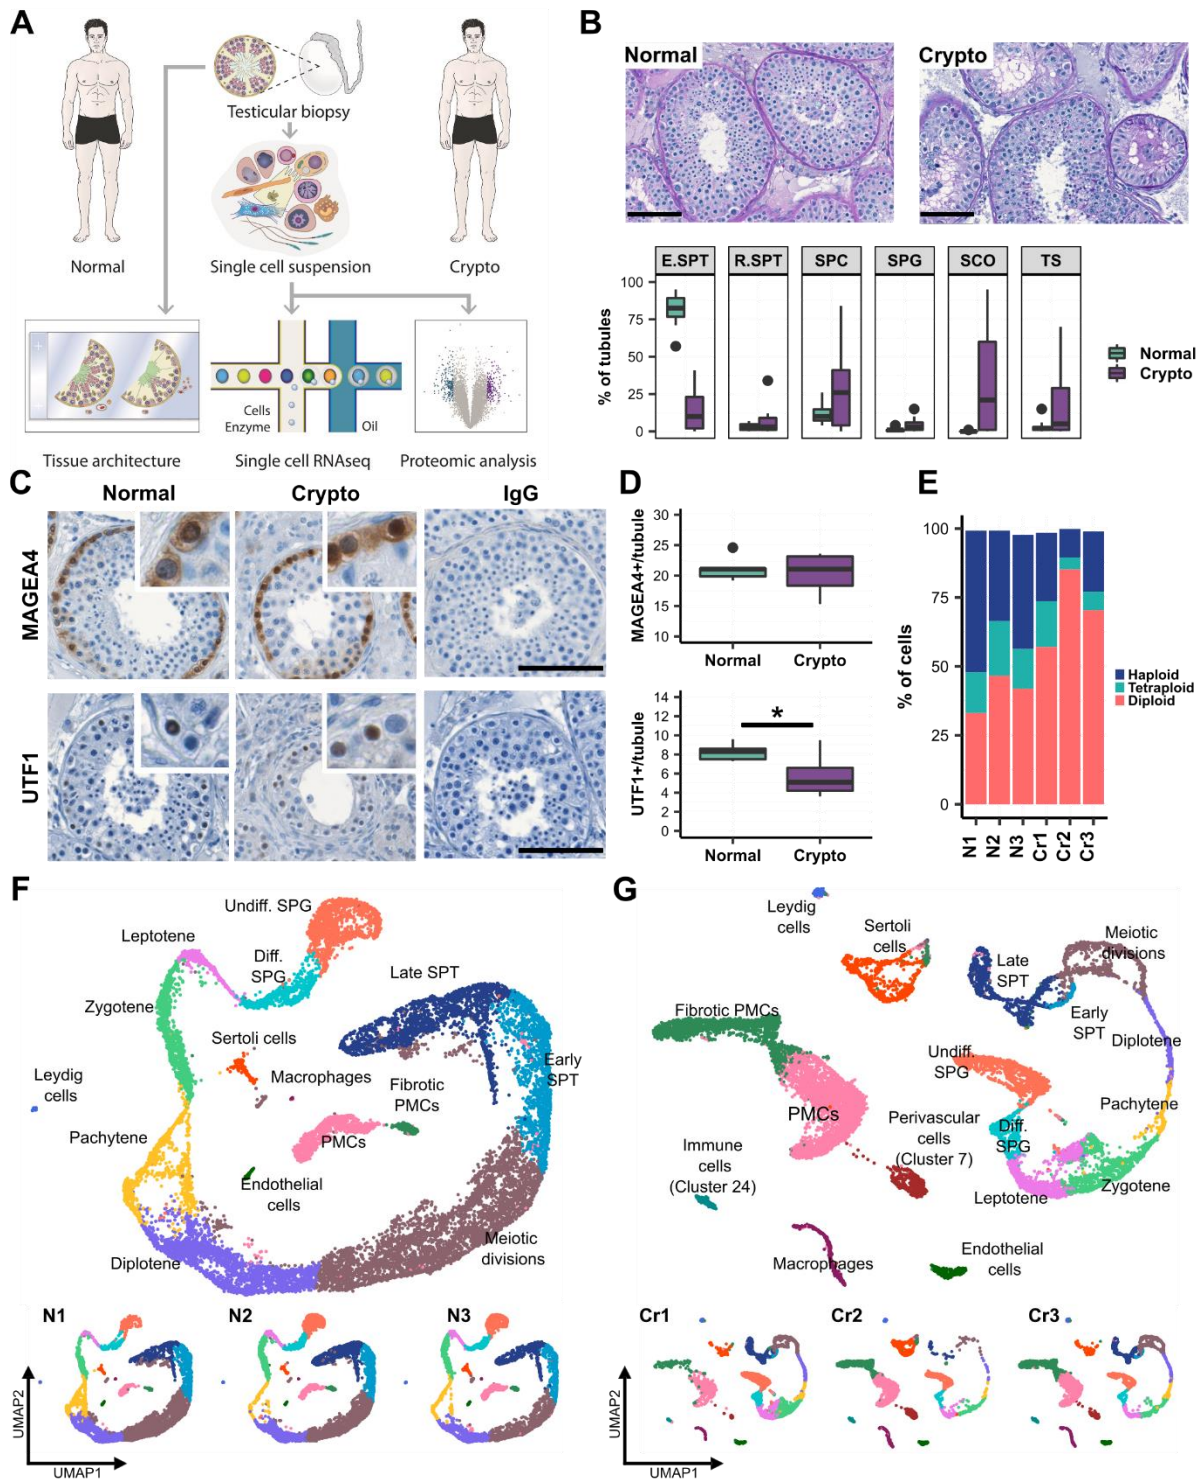 A
Testicular biopsy
Normal
Single cell suspension
Crypto
Cells
Enzyme
Oil
Tissue architecture
Single cell RNAseq
Proteomic analysis
B
Normal
Crypto
E.SPT
R.SPT
SPC
SPG
SCO
TS
% of tubules
100
75
50
25
0
Normal
Crypto
C
Normal
Crypto
IgG
MAGEA4
UTF1
D
MAGEA4+/tubule
30
25
20
15
10
Normal
Crypto
UTF1+/tubule
14
12
10
8
6
4
2
0
*
Normal
Crypto
E
% of cells
100
75
50
25
0
N1
N2
N3
Cr1
Cr2
Cr3
Haploid
Tetraploid
Diploid
F
Undiff. SPG
Leptotene
Diff.
SPG
Late SPT
Zygotene
Sertoli cells
Early
SPT
Leydig
cells
Macrophages
Fibrotic
PMCs
Pachytene
PMCs
Endothelial
cells
Diplotene
Meiotic
divisions
N1
N2
N3
UMAP2
UMAP1
G
Leydig
cells
Sertoli
cells
Meiotic
divisions
Late
SPT
Fibrotic PMCs
Early
SPT
Diplotene
Undiff.
SPG
PMCs
Perivascular
cells
(Cluster 7)
Pachytene
Diff.
SPG
Immune
cells
(Cluster 24)
Leptotene
Zygotene
Macrophages
Endothelial
cells
Cr1
Cr2
Cr3
UMAP2
UMAP1